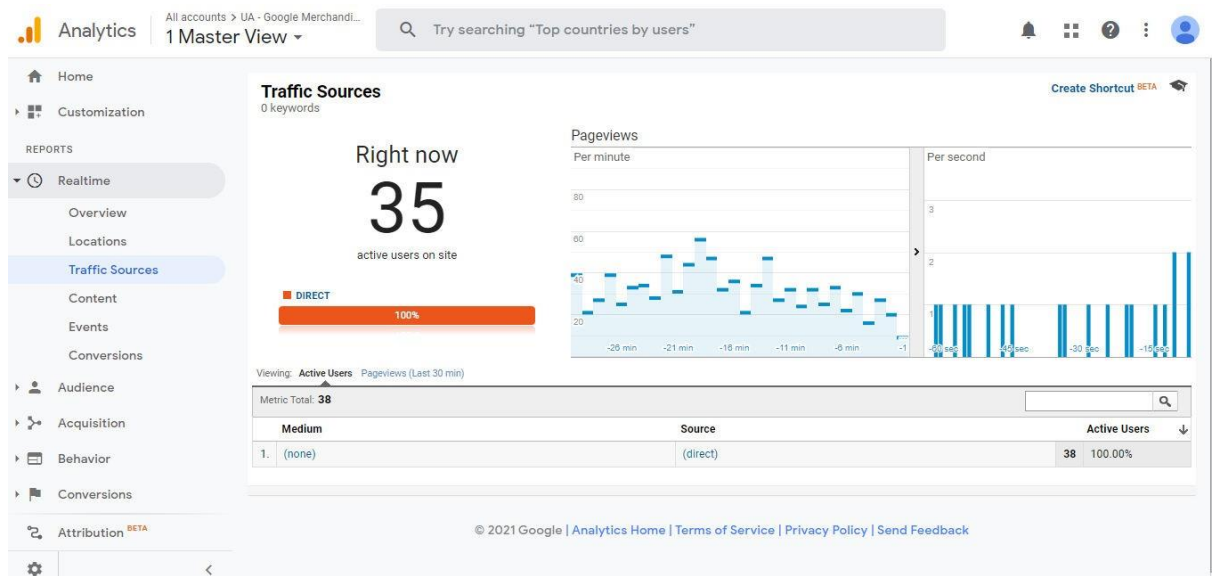 Analytics
All accounts > UA - Google Merchandi...
1 Master View
Try searching “Top countries by users”
Home
Customization
REPORTS
Realtime
Overview
Locations
Traffic Sources
Content
Events
Conversions
Audience
Acquisition
Behavior
Conversions
Attribution BETA
Traffic Sources
0 keywords
Create Shortcut BETA
Right now
35
active users on site
DIRECT
100%
Pageviews
Per minute
80
60
40
20
-26 min -21 min -16 min -11 min -6 min -1
Per second
3
2
1
-60 sec -45 sec -30 sec -15 sec
Viewing: Active Users Pageviews (Last 30 min)
Metric Total: 38
Medium Source Active Users
1. (none) (direct) 38 100.00%
© 2021 Google | Analytics Home | Terms of Service | Privacy Policy | Send Feedback